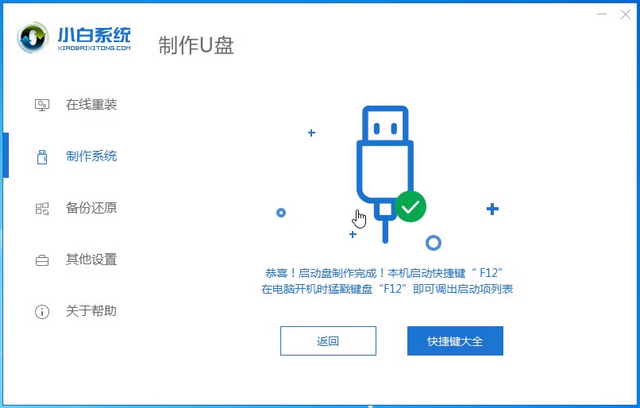 小白系统
XIAOBAIXITONG.COM
制作U盘
在线重装
制作系统
备份还原
其他设置
关于帮助
恭喜！启动盘制作完成！本机启动快捷键“ F12”
在电脑开机时猛戳键盘“F12”即可调出启动项列表
返回
快捷键大全